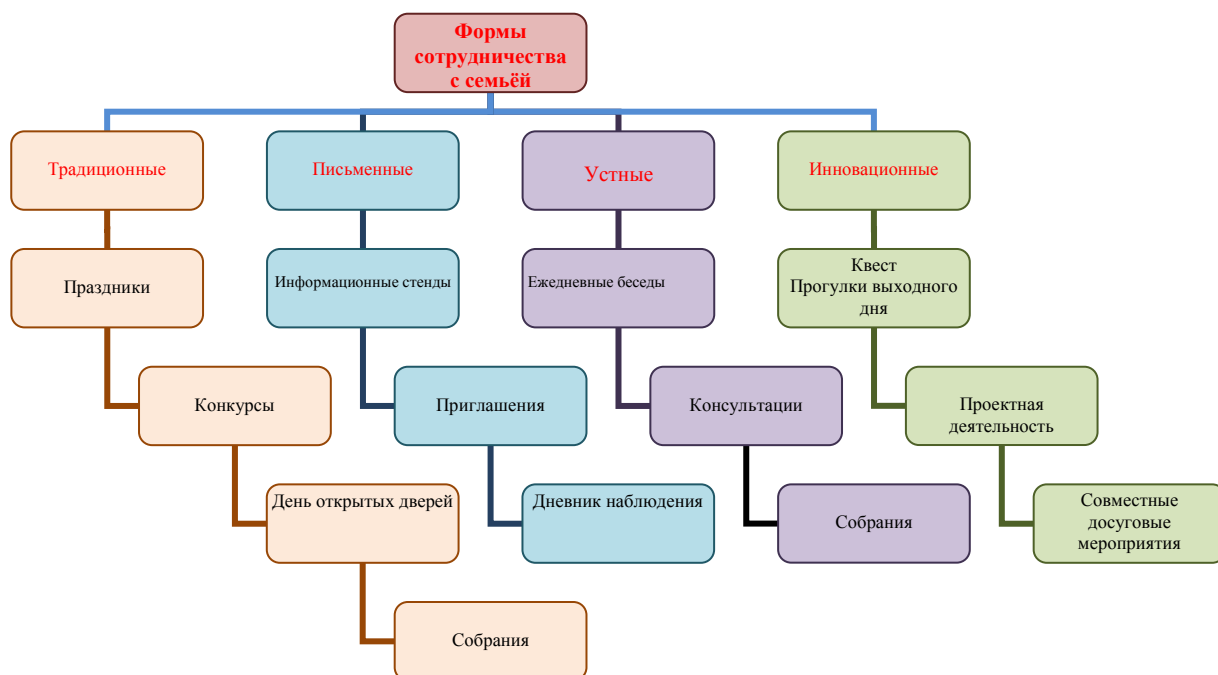 Формы
сотрудничества
с семьёй
Традиционные
Письменные
Устные
Инновационные
Праздники
Информационные стенды
Ежедневные беседы
Квест
Прогулки выходного
дня
Конкурсы
Приглашения
Консультации
Проектная
деятельность
День открытых дверей
Дневник наблюдения
Собрания
Совместные
досуговые
мероприятия
Собрания